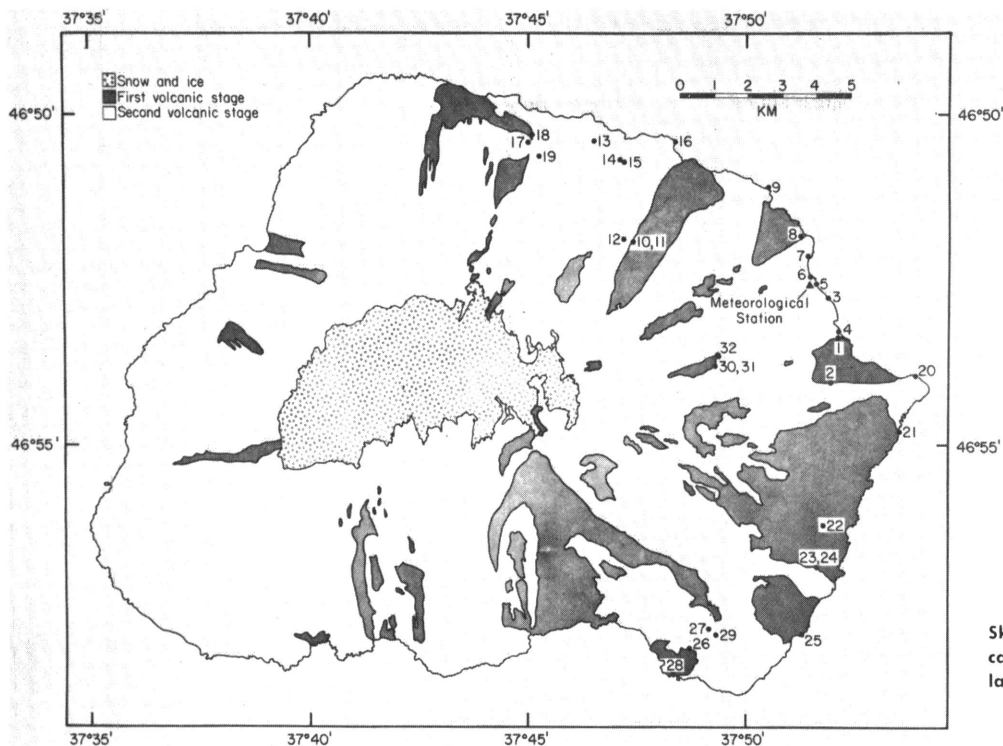 37°35' 37°40' 37°45' 37°50'
Snow and ice
First volcanic stage
Second volcanic stage
0 1 2 3 4 5
KM
46°50' 46°50'
18
17
19
13
14 15
16
9
12
10,11
8
7
6
5
Meteorological
Station
3
4
1
32
30,31
2
20
21
46°55' 46°55'
22
23,24
27
29
26
25
28
37°35' 37°40' 37°45' 37°50'
Sk
ca
la